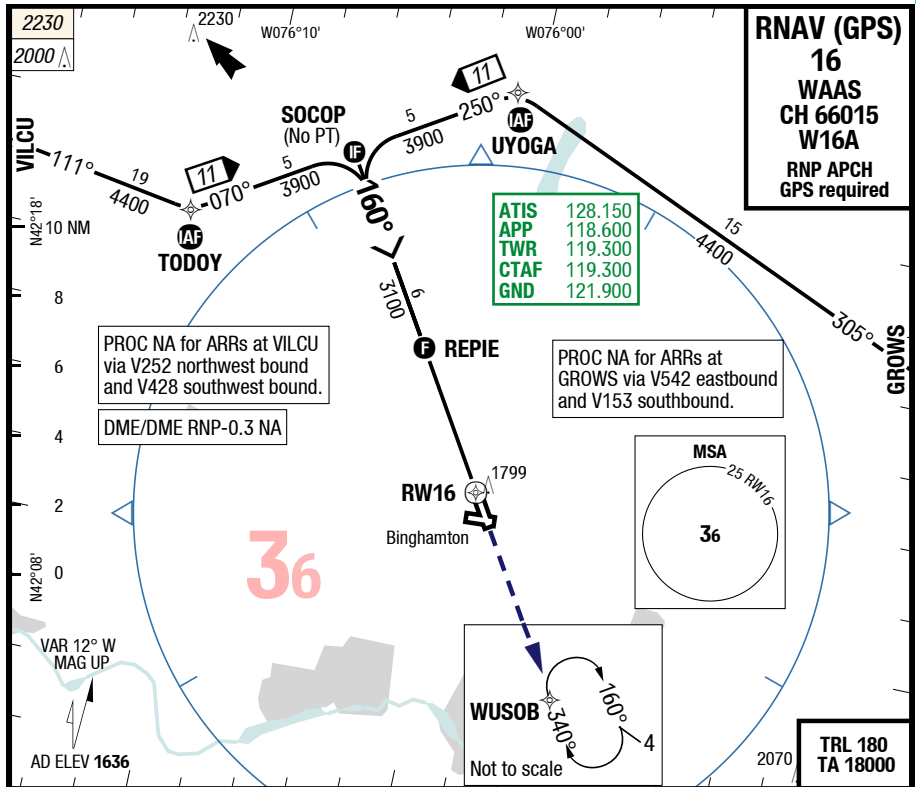 2230
2000
2230
W076°10'
W076°00'
RNAV (GPS)
16
WAAS
CH 66015
W16A
RNP APCH
GPS required
VILCU
111°
19
4400
11
070°
5
3900
IAF
TODOY
SOCOP
(No PT)
IF
5
3900
250°
11
IAF
UYOGA
160°
6
3100
F REPIE
15
4400
305°
GROWS
ATIS 128.150
APP 118.600
TWR 119.300
CTAF 119.300
GND 121.900
N42°18'
10 NM
8
6
4
2
0
N42°08'
PROC NA for ARRs at VILCU
via V252 northwest bound
and V428 southwest bound.
DME/DME RNP-0.3 NA
PROC NA for ARRs at
GROWS via V542 eastbound
and V153 southbound.
MSA
25 RW16
36
RW16
1799
Binghamton
36
VAR 12° W
MAG UP
AD ELEV 1636
WUSOB
160°
340°
4
Not to scale
2070
TRL 180
TA 18000